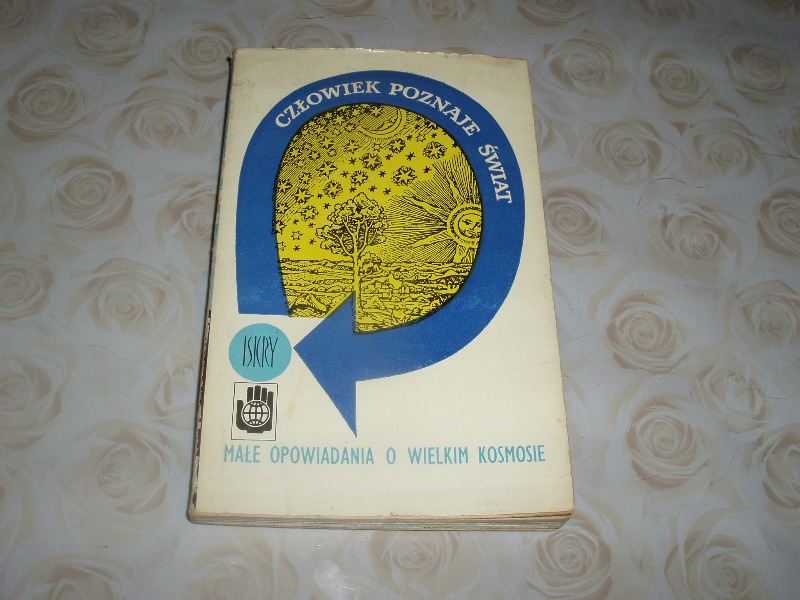 CZŁOWIEK POZNAJE ŚWIAT
ISKRY
MAŁE OPOWIADANIA O WIELKIM KOSMOSIE